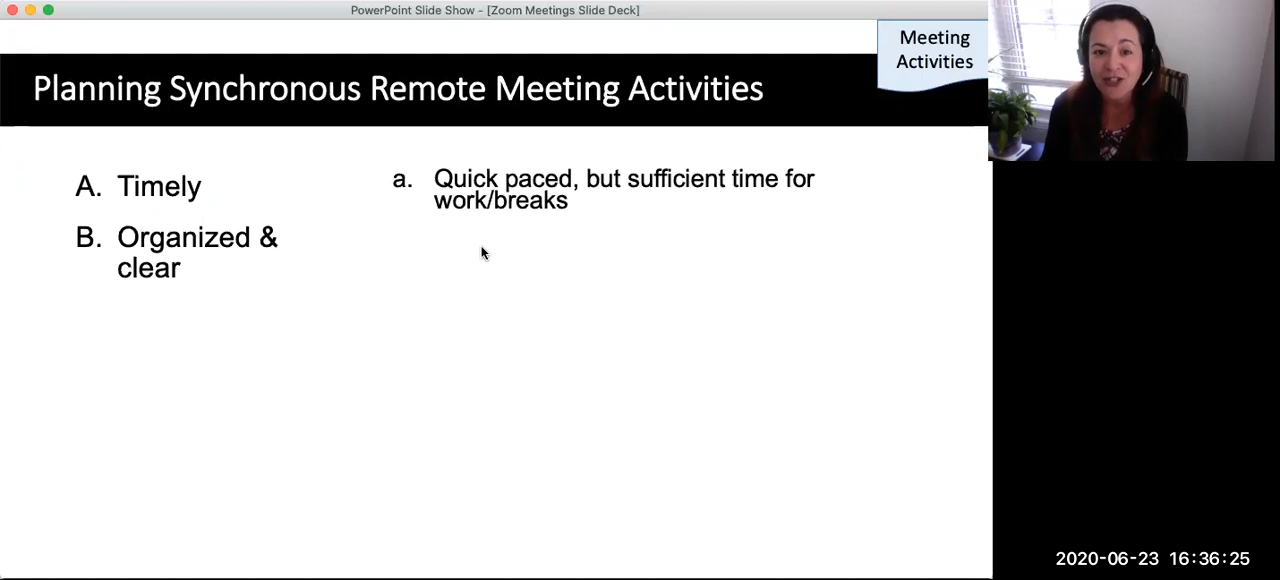 PowerPoint Slide Show - [Zoom Meetings Slide Deck]
Meeting
Activities
Planning Synchronous Remote Meeting Activities
A. Timely
a. Quick paced, but sufficient time for
work/breaks
B. Organized &
clear
2020-06-23 16:36:25